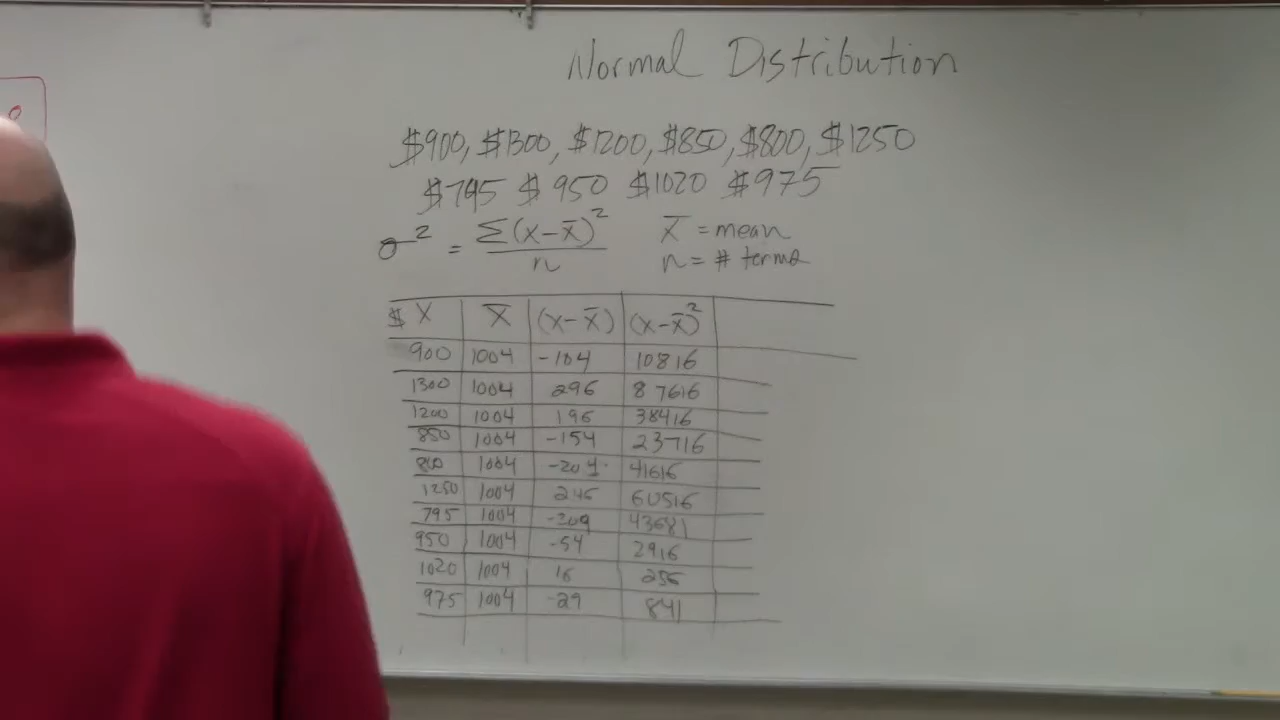 Normal Distribution
$900, $1300, $1200, $850, $800, $1250
$795 $950 $1020 $975
σ² = Σ(x-x̄)²/n x̄ = mean
n = # terms
$ X x̄ (x-x̄) (x-x̄)²
900 1004 -104 10816
1300 1004 296 87616
1200 1004 196 38416
850 1004 -154 23716
800 1004 -204 41616
1250 1004 246 60516
795 1004 -209 43681
950 1004 -54 2916
1020 1004 16 256
975 1004 -29 841